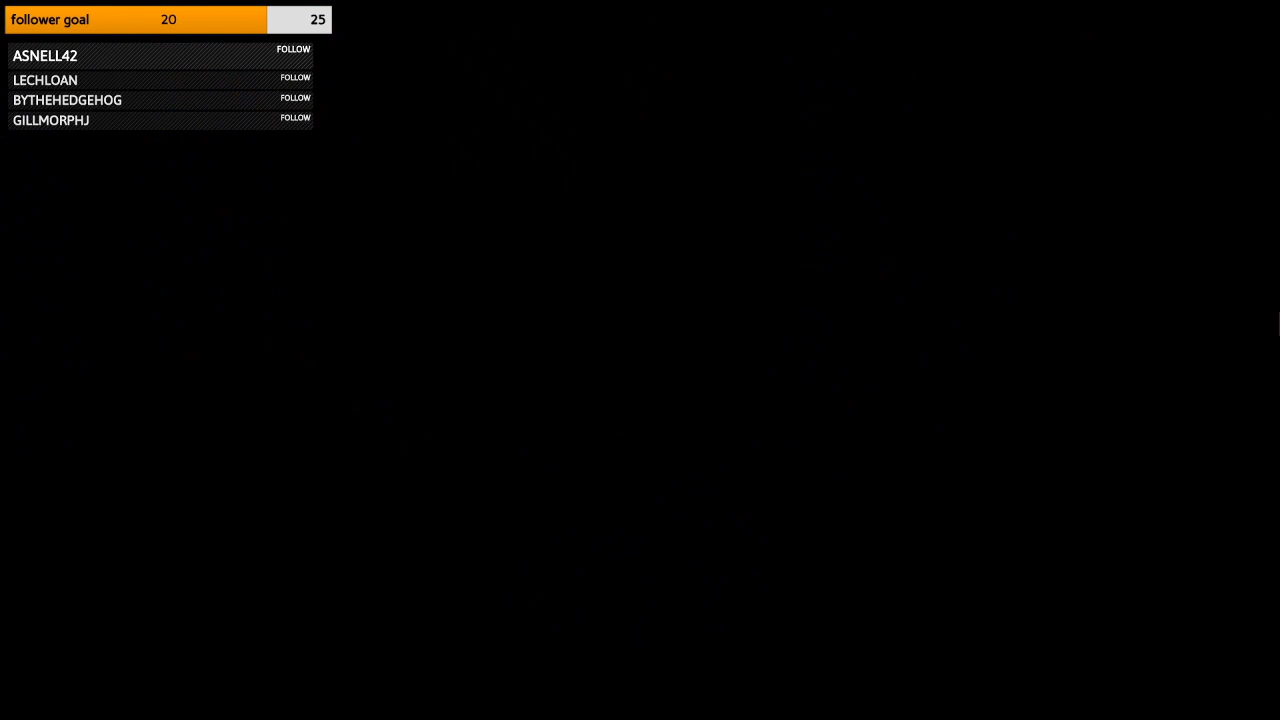 follower goal 20 25
ASNELL42 FOLLOW
LECHLOAN FOLLOW
BYTHEHEDGEHOG FOLLOW
GILLMORPHJ FOLLOW